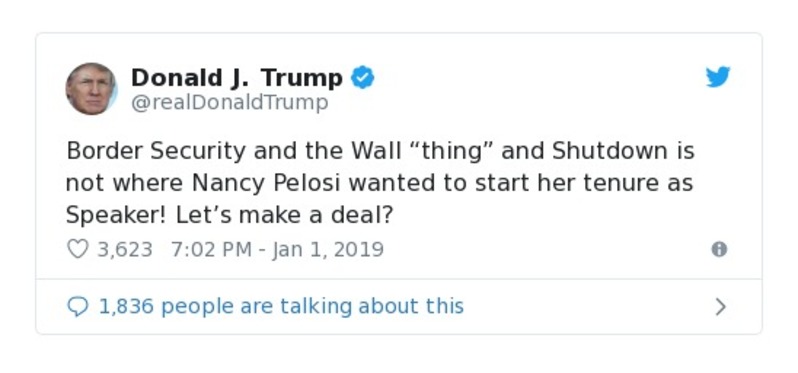 Donald J. Trump
@realDonaldTrump
Border Security and the Wall “thing” and Shutdown is
not where Nancy Pelosi wanted to start her tenure as
Speaker! Let’s make a deal?
3,623 7:02 PM - Jan 1, 2019
1,836 people are talking about this